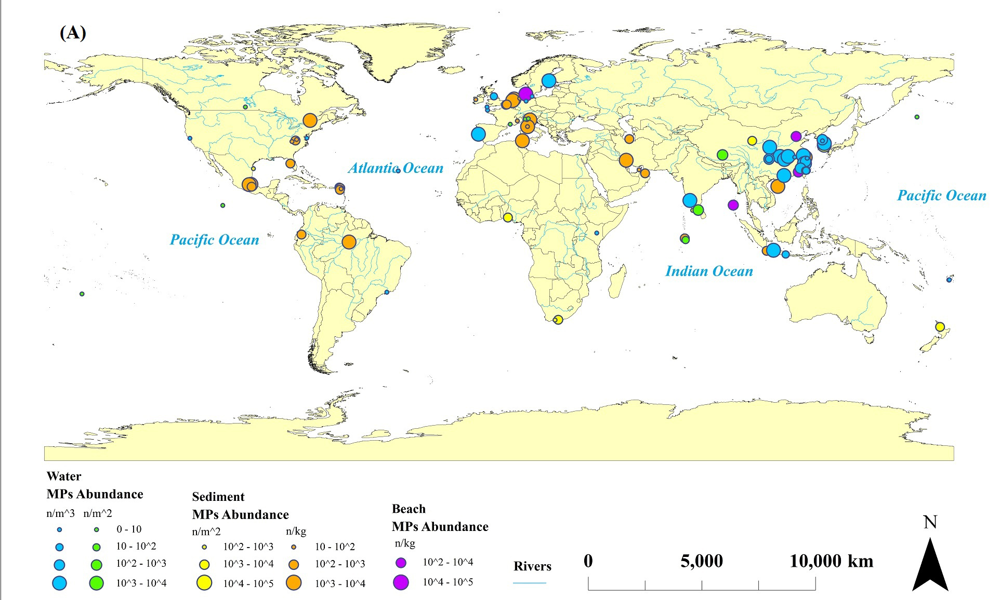 (A)
Atlantic Ocean
Pacific Ocean
Pacific Ocean
Indian Ocean
Water
MPs Abundance
n/m^3 n/m^2
0 - 10
10 - 10^2
10^2 - 10^3
10^3 - 10^4
Sediment
MPs Abundance
n/m^2 n/kg
10^2 - 10^3 10 - 10^2
10^3 - 10^4 10^2 - 10^3
10^4 - 10^5 10^3 - 10^4
Beach
MPs Abundance
n/kg
10^2 - 10^4
10^4 - 10^5
Rivers
0 5,000 10,000 km
N